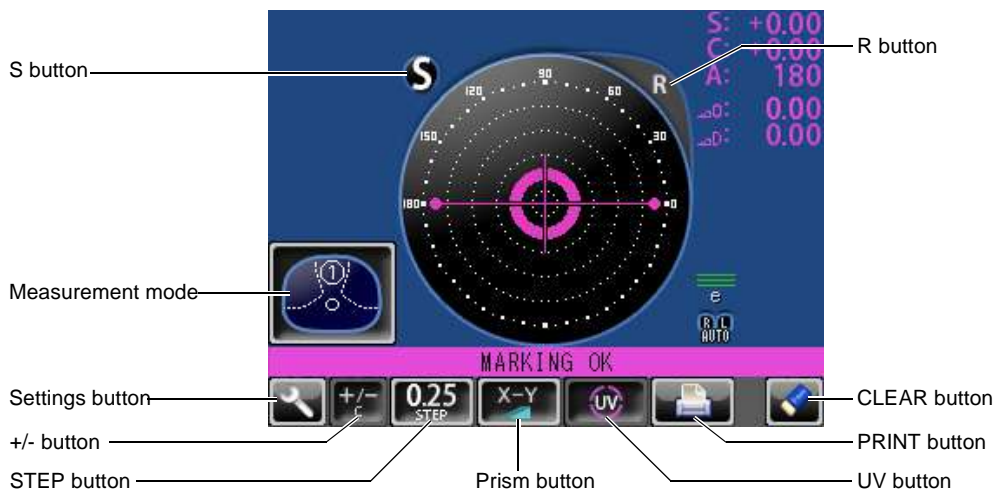 S button
R button
S: +0.00
C: +0.00
A: 180
⊿O: 0.00
⊿D: 0.00
S
R
90
120
60
150
30
180
0
Measurement mode
1
e
R L
AUTO
MARKING OK
Settings button
+/-
C
0.25
STEP
X-Y
UV
CLEAR button
+/- button
PRINT button
STEP button
Prism button
UV button